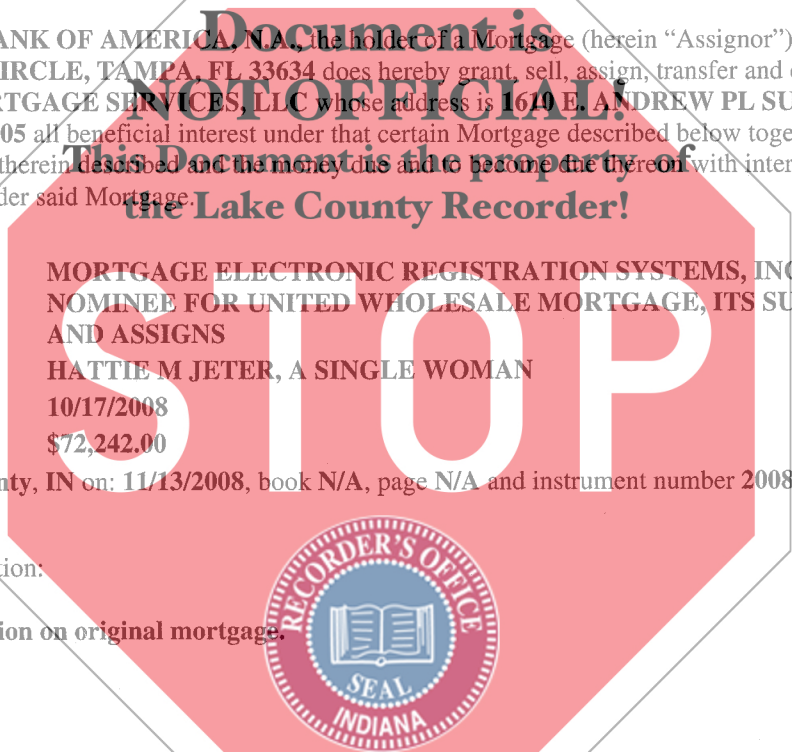 Document is
NOT OFFICIAL!
This Document is the property of
the Lake County Recorder!
STOP
BANK OF AMERICA, N.A., the holder of a Mortgage (herein “Assignor”)
CIRCLE, TAMPA, FL 33634 does hereby grant, sell, assign, transfer and
RTGAGE SERVICES, LLC whose address is 1610 E. ANDREW PL SU
05 all beneficial interest under that certain Mortgage described below toge
therein described and the money due and to become due thereon with inter
der said Mortgage.
MORTGAGE ELECTRONIC REGISTRATION SYSTEMS, INC
NOMINEE FOR UNITED WHOLESALE MORTGAGE, ITS SU
AND ASSIGNS
HATTIE M JETER, A SINGLE WOMAN
10/17/2008
$72,242.00
nty, IN on: 11/13/2008, book N/A, page N/A and instrument number 2008
tion:
ion on original mortgage.
RECORDER'S OFFICE
SEAL
INDIANA